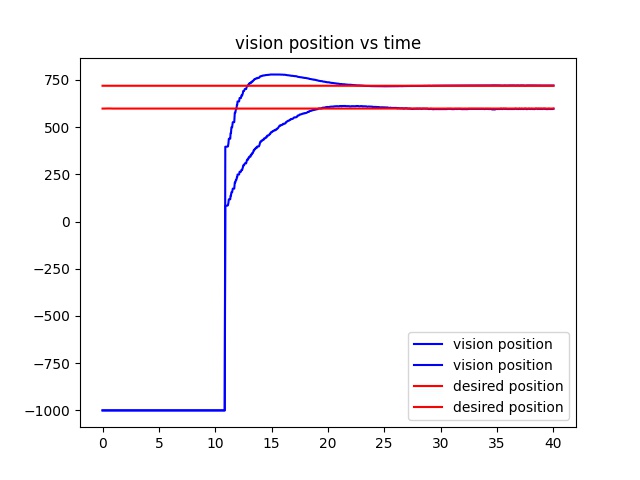 vision position vs time
750
500
250
0
−250
−500
−750
−1000
0 5 10 15 20 25 30 35 40
vision position
vision position
desired position
desired position